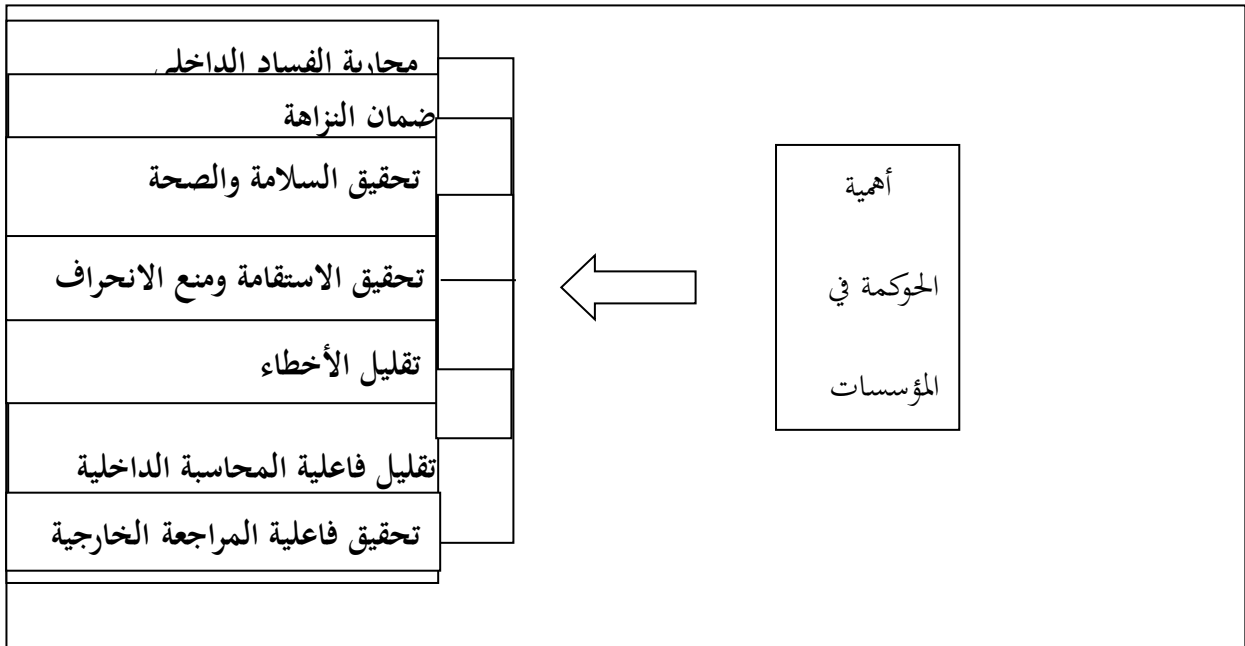 أهمية
الحوكمة في
المؤسسات
محاربة الفساد الداخلي
ضمان النزاهة
تحقيق السلامة والصحة
تحقيق الاستقامة ومنع الانحراف
تقليل الأخطاء
تقليل فاعلية المحاسبة الداخلية
تحقيق فاعلية المراجعة الخارجية